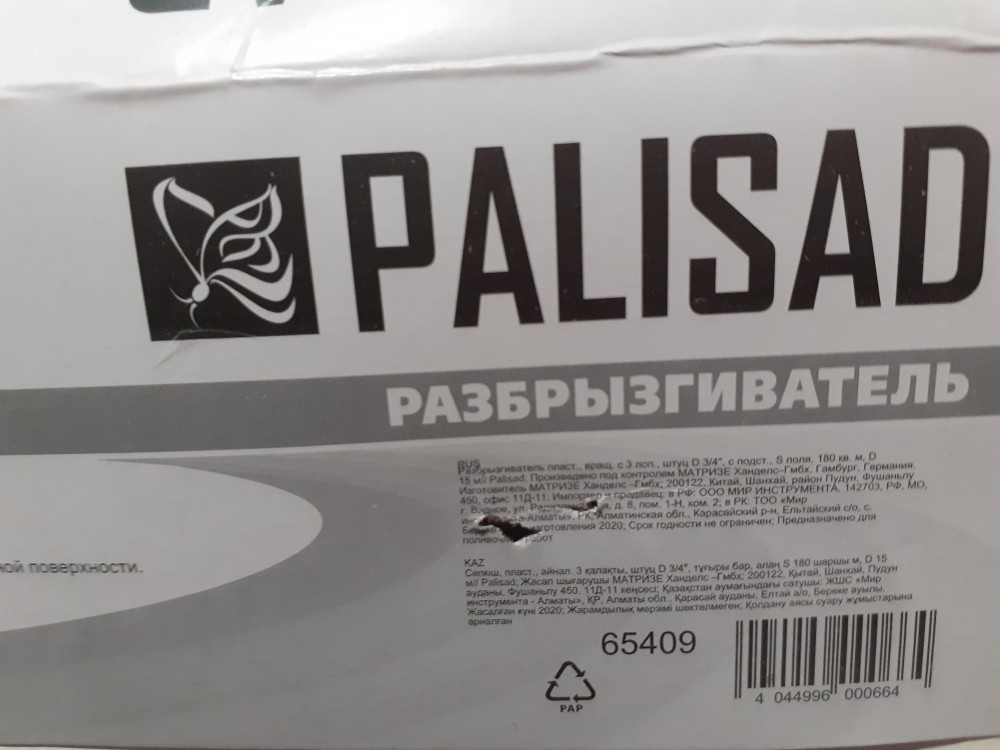 PALISAD
РАЗБРЫЗГИВАТЕЛЬ
ной поверхности.
RUS
Разбрызгиватель пласт., вращ. с 3 лоп., штуц D 3/4", с подст., S поля. 180 кв. м, D
15 м// Palisad; Произведено под контролем МАТРИЗЕ Ханделс-Гмбх, Гамбург, Германия.
Изготовитель МАТРИЗЕ Ханделс -Гмбх; 200122, Китай, Шанхай, район Пудун, Фушаньлу
450, офис 11Д-11; Импортер и продавец: в РФ: ООО МИР ИНСТРУМЕНТА. 142703, РФ, МО,
г. Видное, ул. д. 8, пом. 1-Н, ком. 2; в РК: ТОО «Мир
Алматы», РК, Алматинская обл., Карасайский р-н, Ельтайский с/о, с.
изготовления 2020; Срок годности не ограничен; Предназначено для
работ
KAZ
Сепкіш, пласт., айнал. 3 қалақты, штуц D 3/4", тұғыры бар, алаң S 180 шаршы м, D 15
м// Palisad; Жасап шығарушы МАТРИЗЕ Ханделс -Гмбх; 200122, Қытай, Шанхай, Пудун
ауданы, Фушаньлу 450, 11Д-11 кеңсесі; Қазақстан аумағындағы сатушы: ЖШС «Мир
инструмента - Алматы», ҚР, Алматы обл., Қарасай ауданы, Елтай а/о, Береке ауылы.
Жасалған күні 2020; Жарамдылық мерзімі шектелмеген; Қолдану аясы суару жұмыстарына
арналған
65409
PAP
4 044996 000664